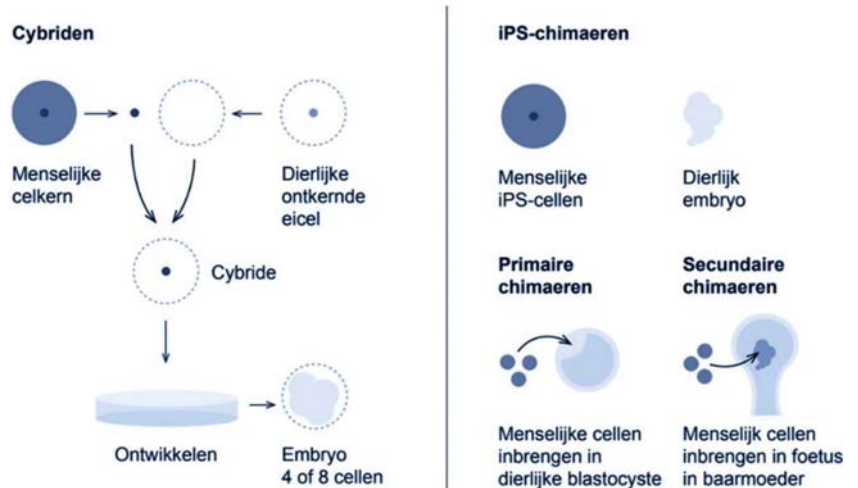 Cybriden
Menselijke
celkern
Dierlijke
ontkernde
eicel
Cybride
Ontwikkelen
Embryo
4 of 8 cellen
iPS-chimaeren
Menselijke
iPS-cellen
Dierlijk
embryo
Primaire
chimaeren
Secundaire
chimaeren
Menselijke cellen
inbrengen in
dierlijke blastocyste
Menselijk cellen
inbrengen in foetus
in baarmoeder